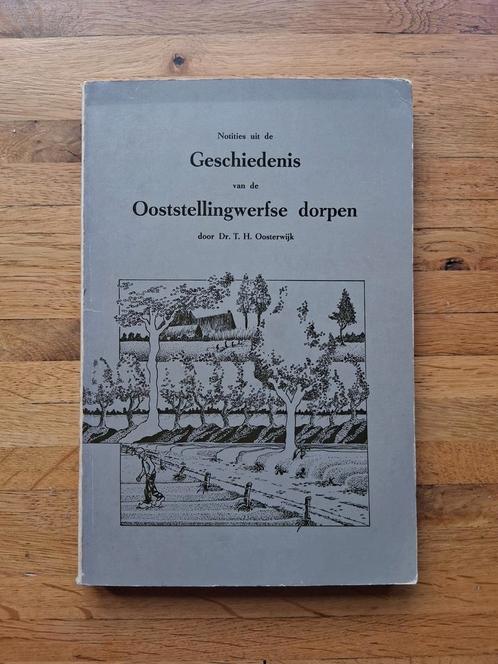 Notities uit de
Geschiedenis
van de
Ooststellingwerfse dorpen
door Dr. T. H. Oosterwijk